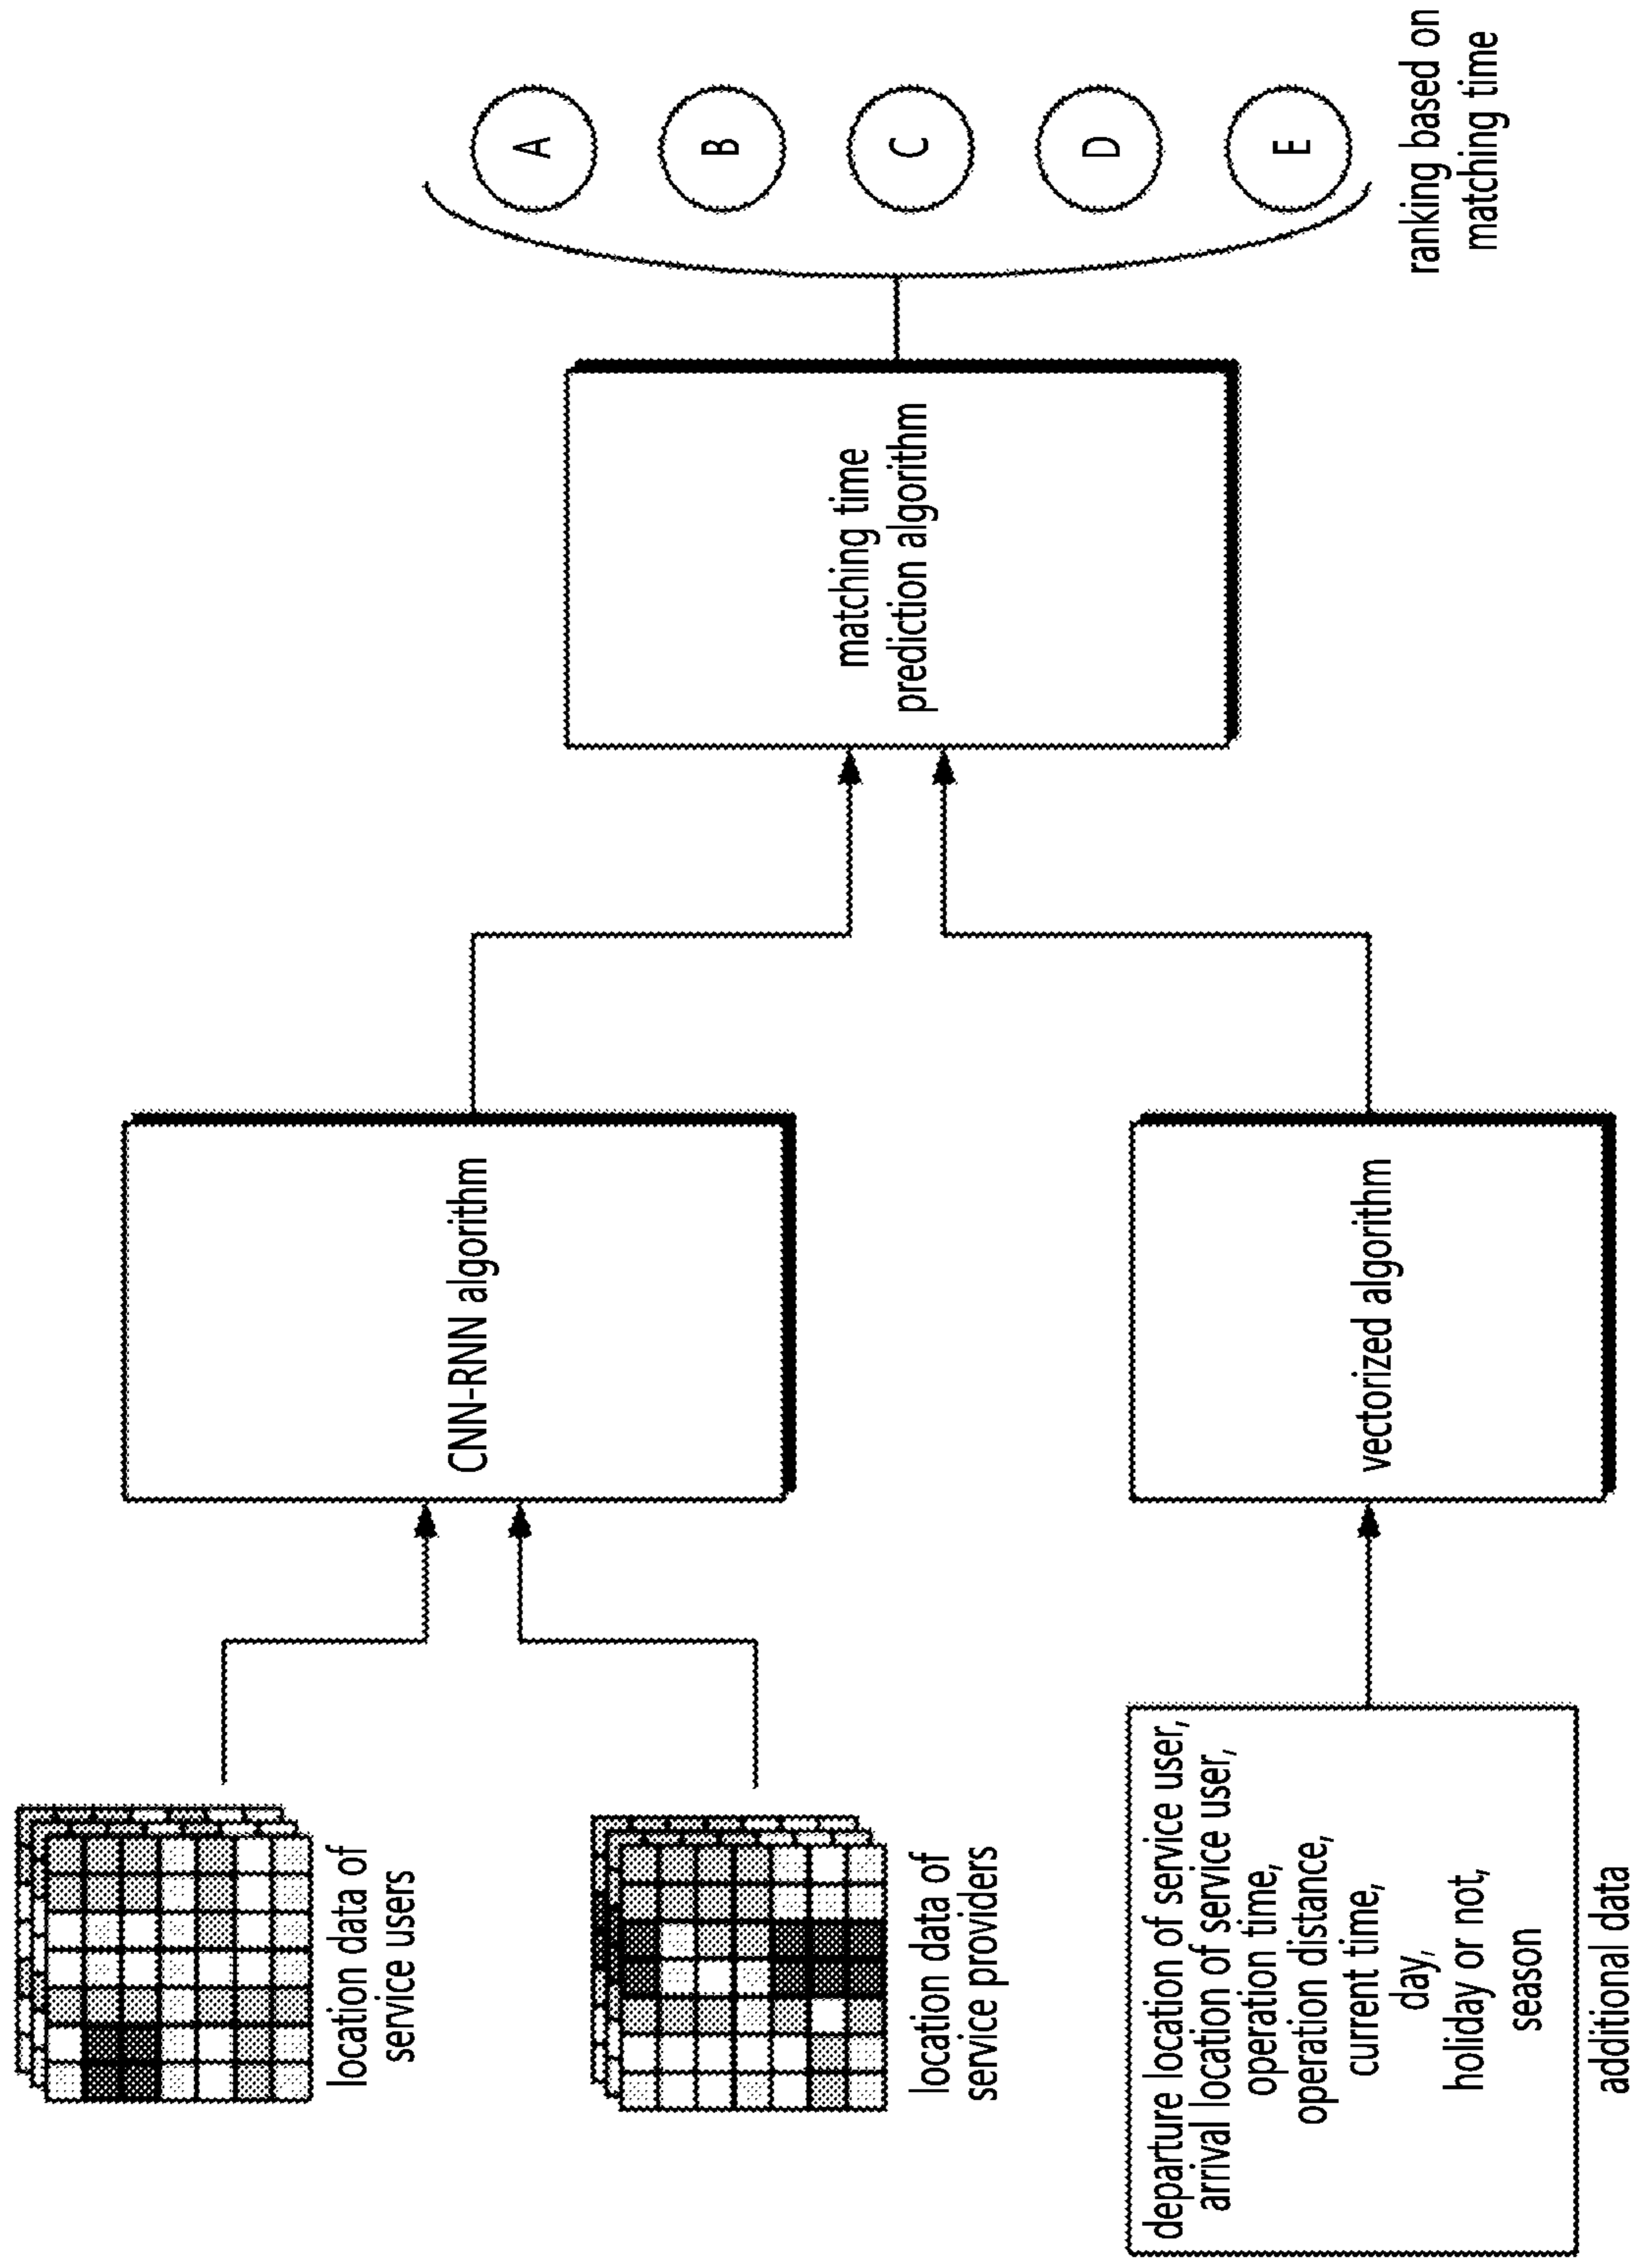 location data of
service users
location data of
service providers
departure location of service user,
arrival location of service user,
operation time,
operation distance,
current time,
day,
holiday or not,
season
additional data
CNN-RNN algorithm
vectorized algorithm
matching time
prediction algorithm
A
B
C
D
E
ranking based on
matching time